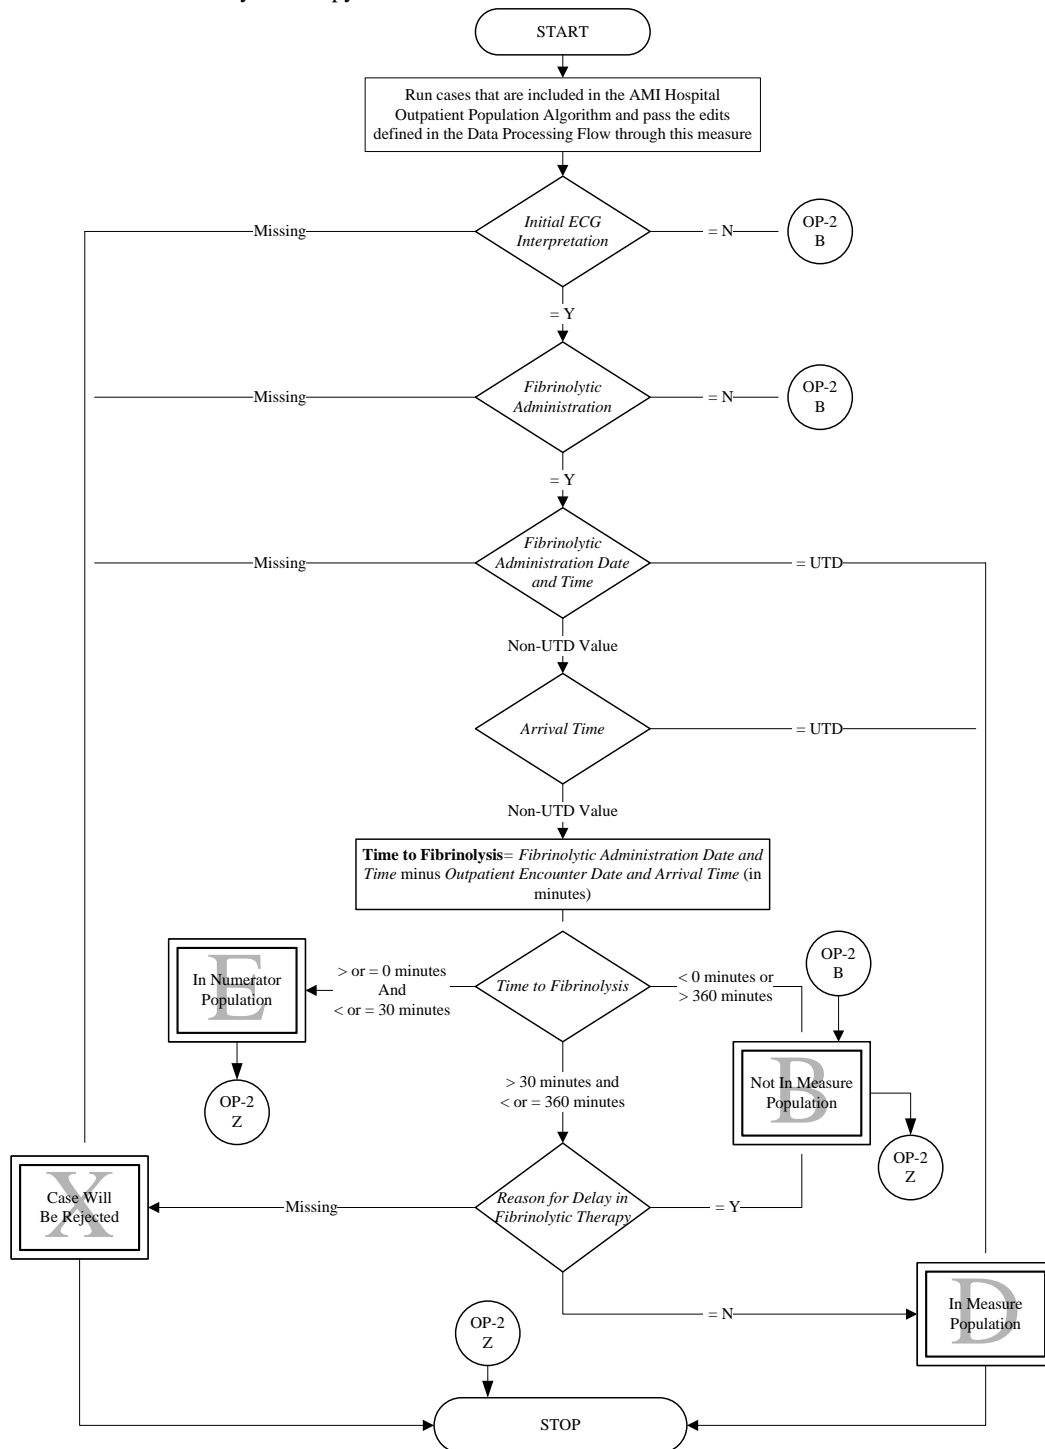 START
Run cases that are included in the AMI Hospital
Outpatient Population Algorithm and pass the edits
defined in the Data Processing Flow through this measure
Missing
Initial ECG
Interpretation
= N
OP-2
B
= Y
Missing
Fibrinolytic
Administration
= N
OP-2
B
= Y
Missing
Fibrinolytic
Administration Date
and Time
= UTD
Non-UTD Value
Arrival Time
= UTD
Non-UTD Value
Time to Fibrinolysis= Fibrinolytic Administration Date and
Time minus Outpatient Encounter Date and Arrival Time (in
minutes)
E
In Numerator
Population
> or = 0 minutes
And
< or = 30 minutes
Time to Fibrinolysis
< 0 minutes or
> 360 minutes
OP-2
B
OP-2
Z
> 30 minutes and
< or = 360 minutes
B
Not In Measure
Population
OP-2
Z
X
Case Will
Be Rejected
Missing
Reason for Delay in
Fibrinolytic Therapy
= Y
= N
D
In Measure
Population
OP-2
Z
STOP